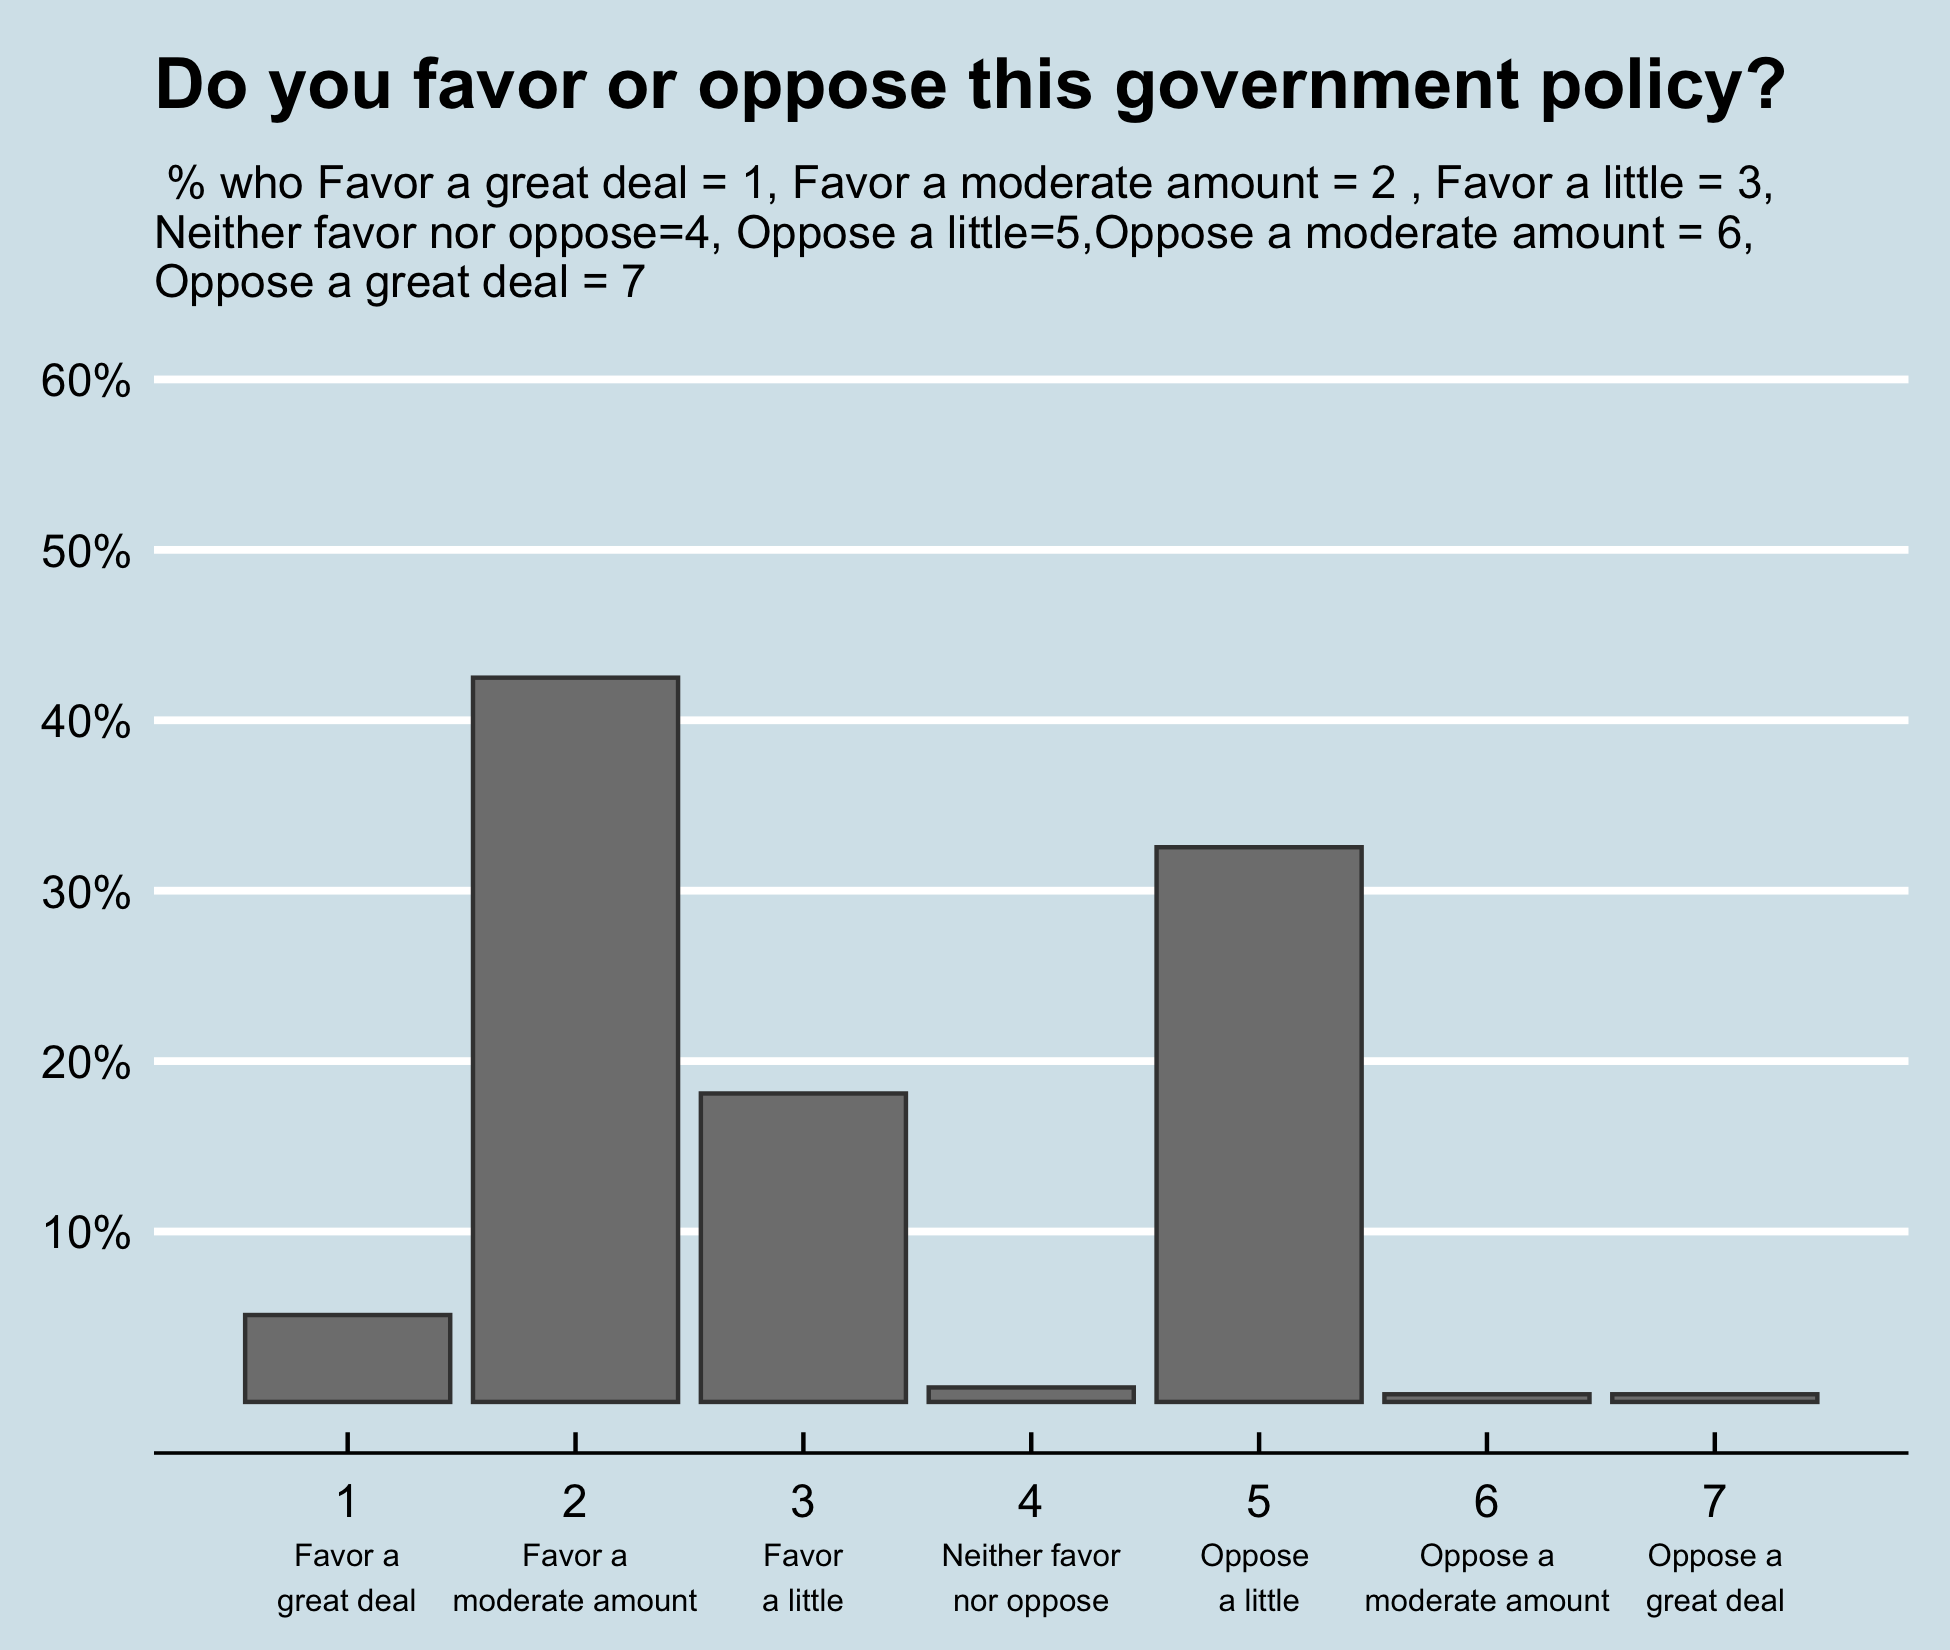 Do you favor or oppose this government policy?
% who Favor a great deal = 1, Favor a moderate amount = 2 , Favor a little = 3,
Neither favor nor oppose=4, Oppose a little=5,Oppose a moderate amount = 6,
Oppose a great deal = 7
60%
50%
40%
30%
20%
10%
1 2 3 4 5 6 7
Favor a Favor a Favor Neither favor Oppose Oppose a Oppose a
great deal moderate amount a little nor oppose a little moderate amount great deal